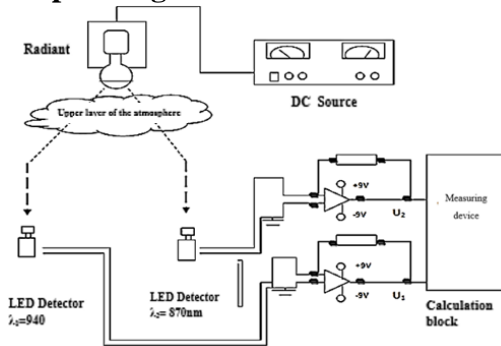 Radiant
DC Source
Upper layer of the atmosphere
+9V
-9V
U2
Measuring
device
+9V
-9V
U1
LED Detector
λ1=940
LED Detector
λ2= 870nm
Calculation
block